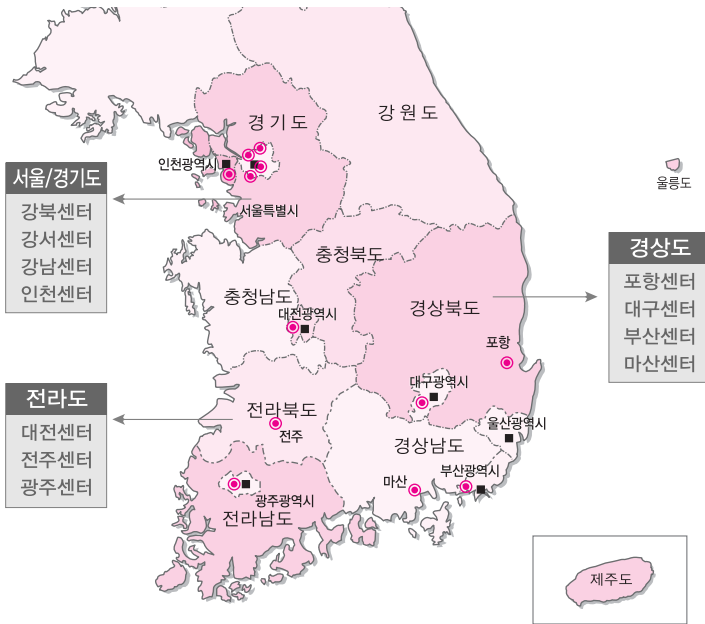 강원도
경기도
인천광역시
서울특별시
울릉도
서울/경기도
강북센터
강서센터
강남센터
인천센터
충청북도
충청남도
대전광역시
경상북도
포항
경상도
포항센터
대구센터
부산센터
마산센터
대구광역시
울산광역시
전라도
대전센터
전주센터
광주센터
전라북도
전주
경상남도
마산
부산광역시
광주광역시
전라남도
제주도